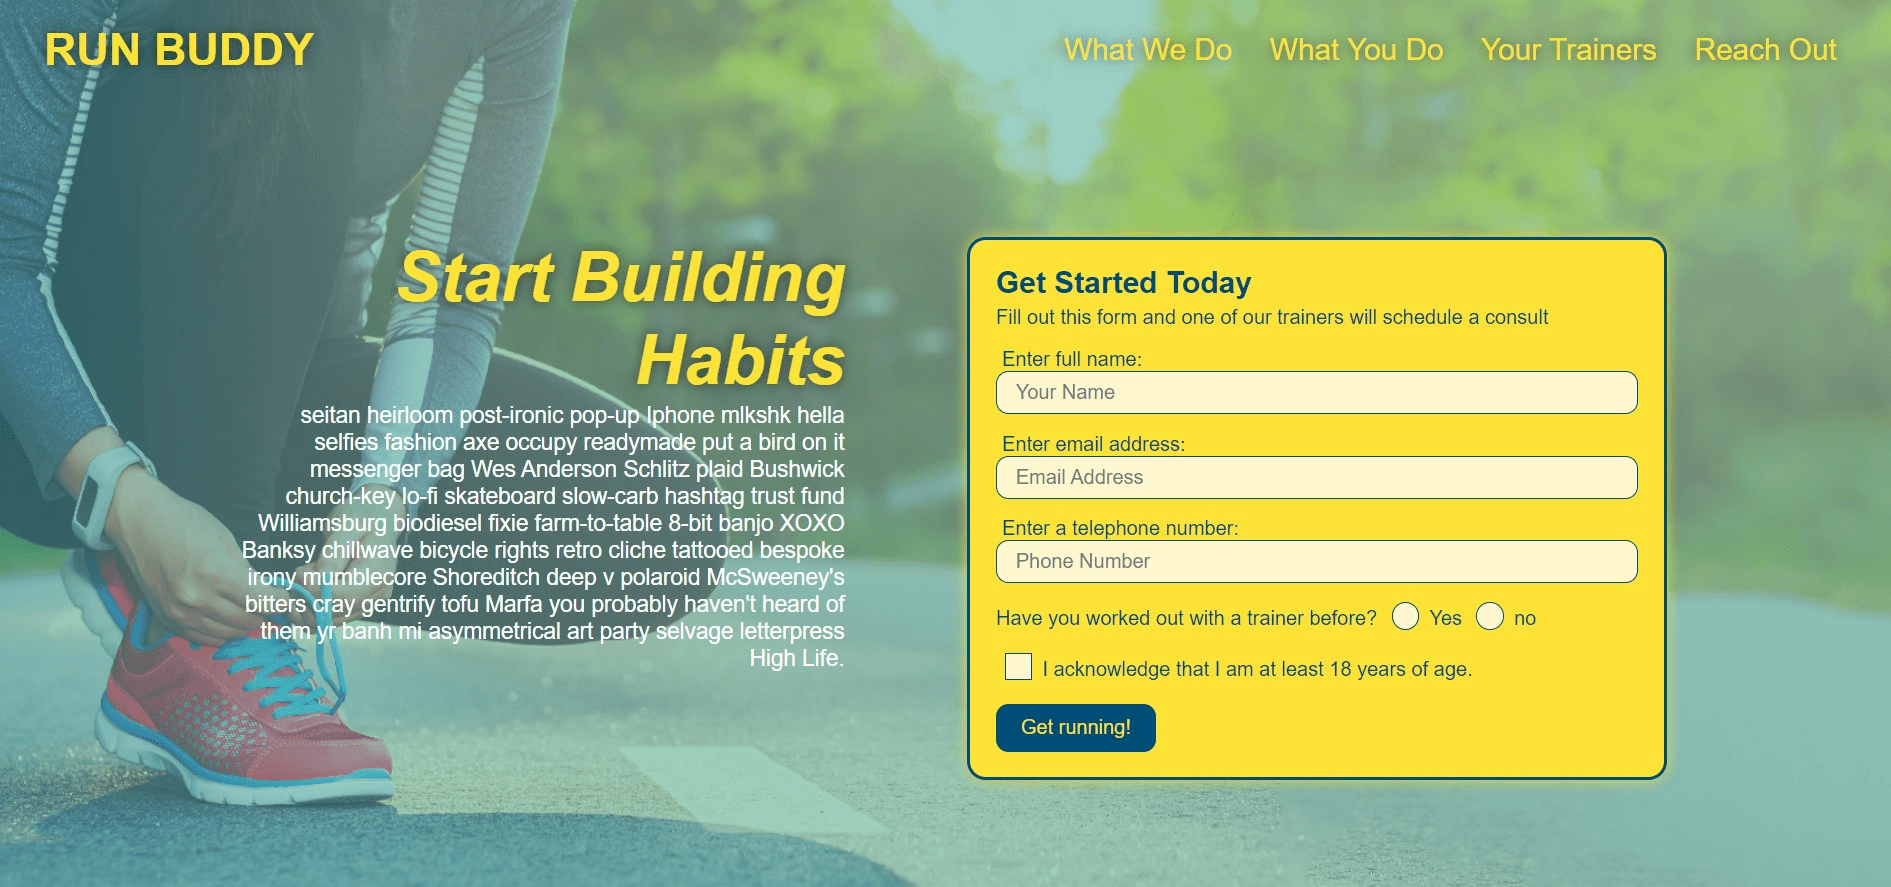 RUN BUDDY
What We Do
What You Do
Your Trainers
Reach Out
Start Building
Habits
seitan heirloom post-ironic pop-up Iphone mlkshk hella
selfies fashion axe occupy readymade put a bird on it
messenger bag Wes Anderson Schlitz plaid Bushwick
church-key lo-fi skateboard slow-carb hashtag trust fund
Williamsburg biodiesel fixie farm-to-table 8-bit banjo XOXO
Banksy chillwave bicycle rights retro cliche tattooed bespoke
irony mumblecore Shoreditch deep v polaroid McSweeney's
bitters cray gentrify tofu Marfa you probably haven't heard of
them yr banh mi asymmetrical art party selvage letterpress
High Life.
Get Started Today
Fill out this form and one of our trainers will schedule a consult
Enter full name:
Your Name
Enter email address:
Email Address
Enter a telephone number:
Phone Number
Have you worked out with a trainer before? Yes no
I acknowledge that I am at least 18 years of age.
Get running!